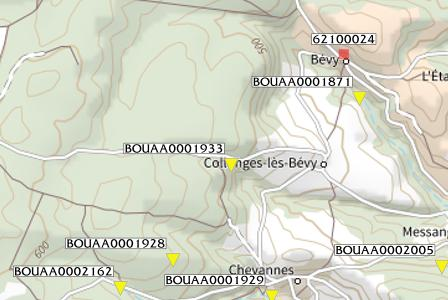 62100024
Bévy
500
BOUAA0001871
L'Éta
BOUAA0001933
Collonges-lès-Bévy
Messan
600
BOUAA0001928
BOUAA0002005
BOUAA0002162
Chevannes
BOUAA0001929